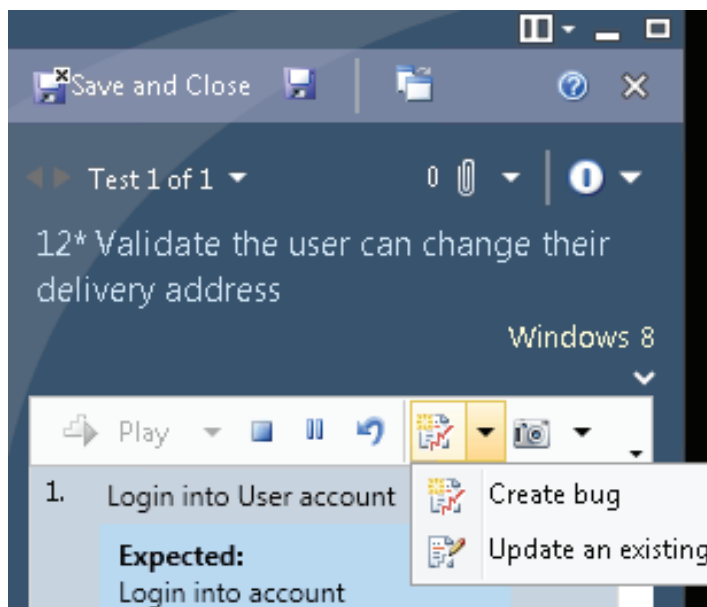 Save and Close
Test 1 of 1
0
12* Validate the user can change their
delivery address
Windows 8
Play
1. Login into User account
Create bug
Expected:
Update an existing
Login into account